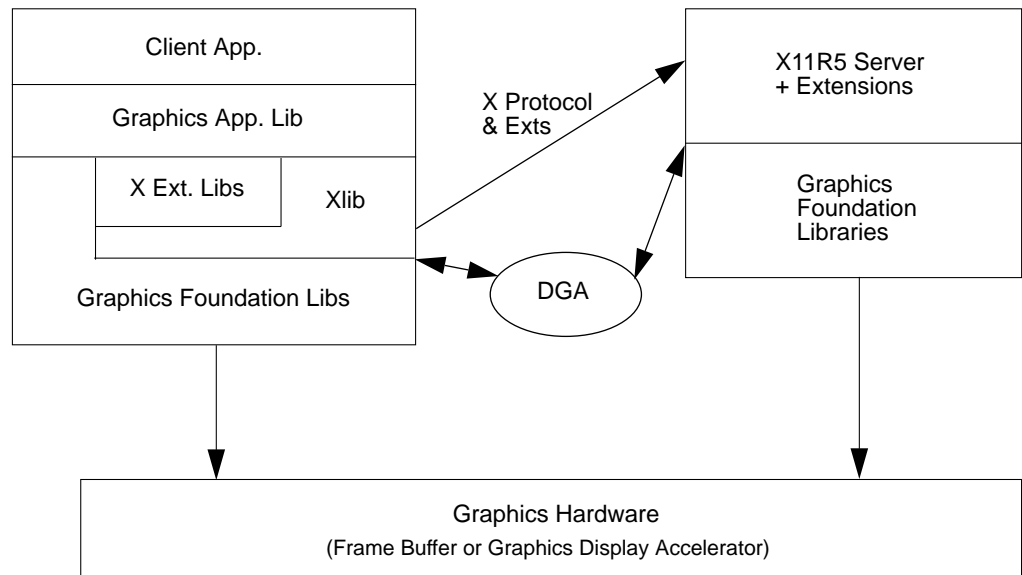 Client App.
Graphics App. Lib
X Ext. Libs
Xlib
Graphics Foundation Libs
X Protocol
& Exts
DGA
X11R5 Server
+ Extensions
Graphics
Foundation
Libraries
Graphics Hardware
(Frame Buffer or Graphics Display Accelerator)